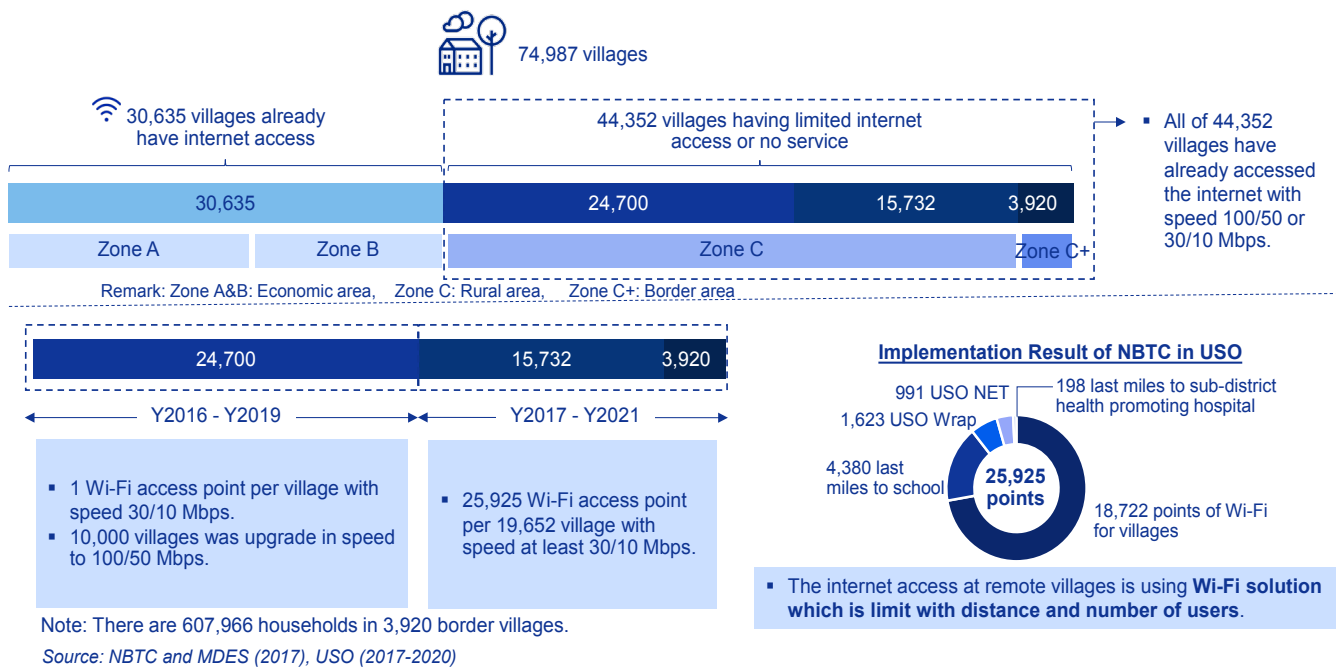 74,987 villages
30,635 villages already
have internet access
44,352 villages having limited internet
access or no service
▪ All of 44,352
villages have
already accessed
the internet with
speed 100/50 or
30/10 Mbps.
30,635
24,700
15,732
3,920
Zone A
Zone B
Zone C
Zone C+
Remark: Zone A&B: Economic area, Zone C: Rural area, Zone C+: Border area
24,700
15,732
3,920
Y2016 - Y2019
Y2017 - Y2021
▪ 1 Wi-Fi access point per village with
speed 30/10 Mbps.
▪ 10,000 villages was upgrade in speed
to 100/50 Mbps.
▪ 25,925 Wi-Fi access point
per 19,652 village with
speed at least 30/10 Mbps.
Note: There are 607,966 households in 3,920 border villages.
Source: NBTC and MDES (2017), USO (2017-2020)
Implementation Result of NBTC in USO
991 USO NET
198 last miles to sub-district
health promoting hospital
1,623 USO Wrap
4,380 last
miles to school
25,925
points
18,722 points of Wi-Fi
for villages
▪ The internet access at remote villages is using Wi-Fi solution
which is limit with distance and number of users.